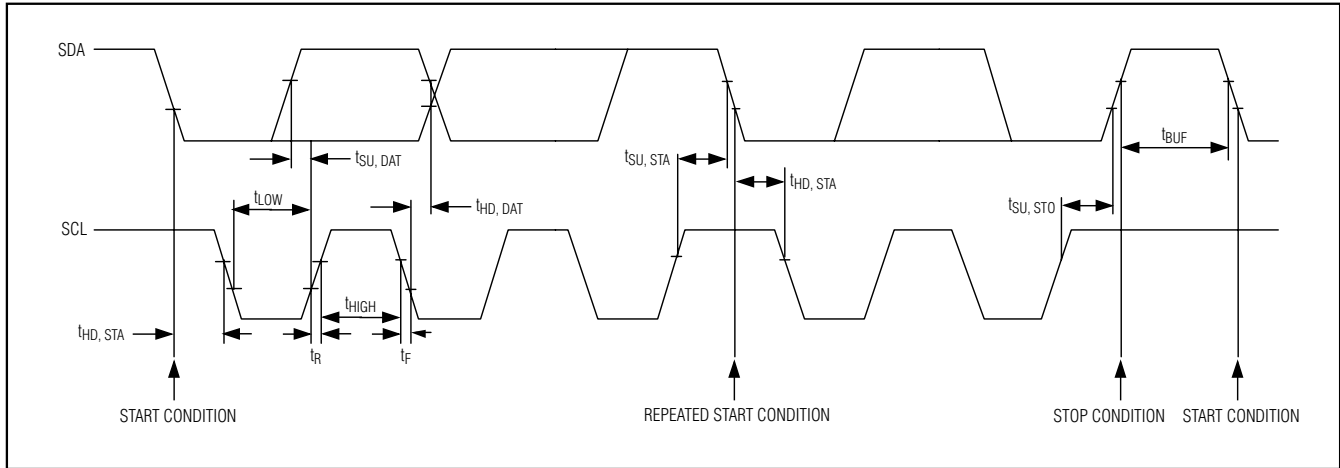 SDA
tSU, DAT
tSU, STA
tBUF
tHD, STA
tLOW
tHD, DAT
tSU, STO
SCL
tHIGH
tHD, STA
tR
tF
START CONDITION
REPEATED START CONDITION
STOP CONDITION
START CONDITION